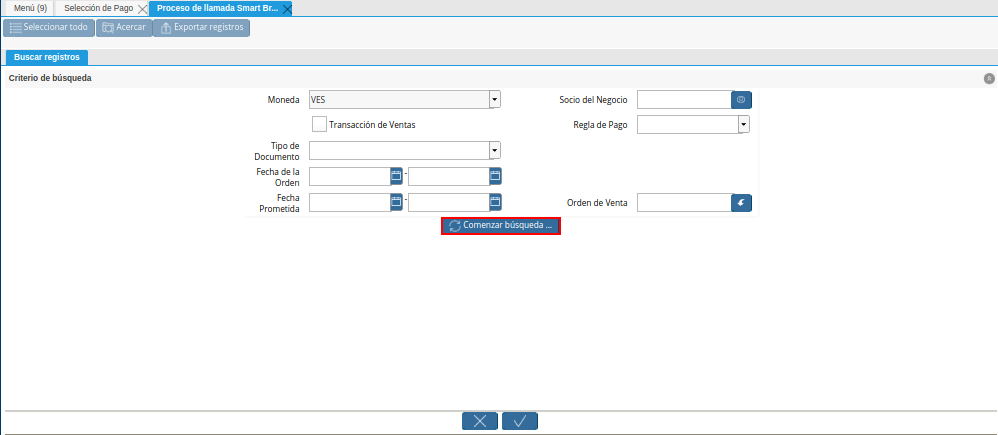 Menú (9) Selección de Pago Proceso de llamada Smart Br...
Seleccionar todo Acercar Exportar registros
Buscar registros
Criterio de búsqueda
Moneda VES Socio del Negocio
Transacción de Ventas Regla de Pago
Tipo de
Documento
Fecha de la
Orden
-
Fecha
Prometida
- Orden de Venta
Comenzar búsqueda ...